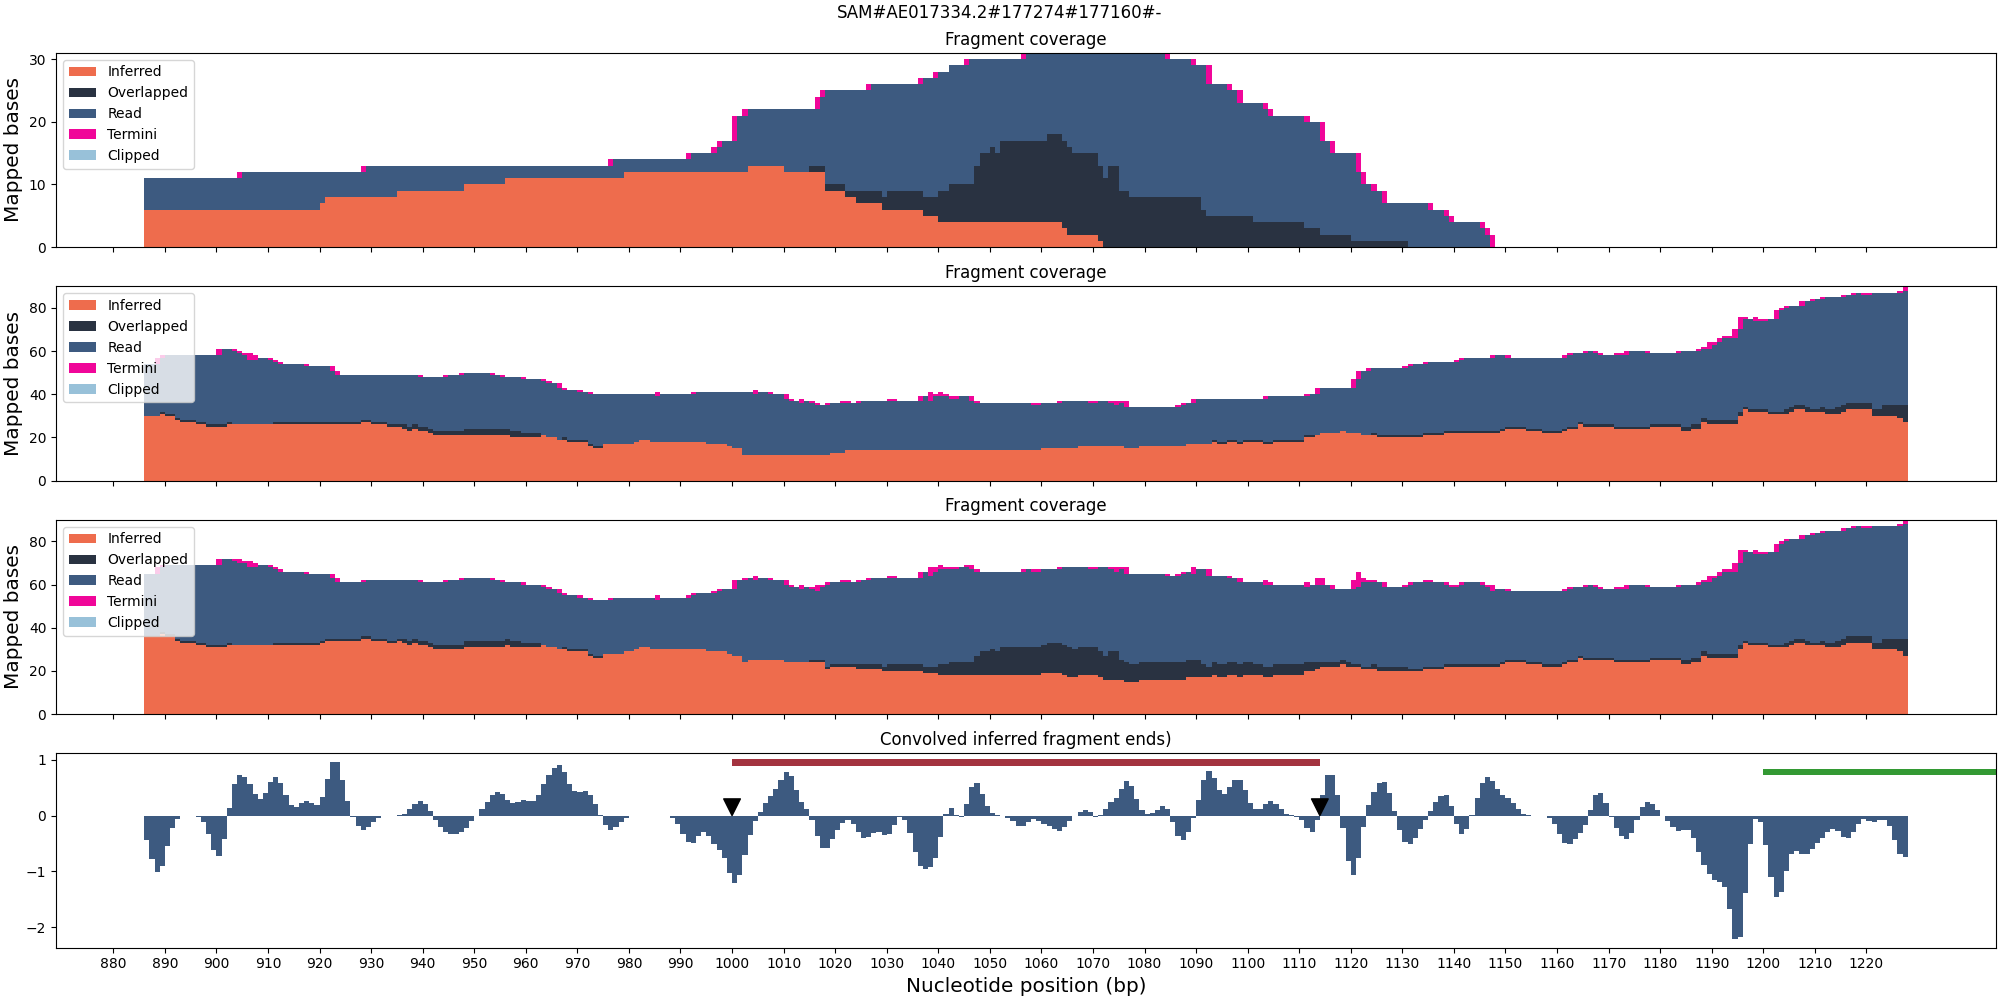 SAM#AE017334.2#177274#177160#-
Fragment coverage
Mapped bases
30
20
10
0
Inferred
Overlapped
Read
Termini
Clipped
Fragment coverage
Mapped bases
80
60
40
20
0
Inferred
Overlapped
Read
Termini
Clipped
Fragment coverage
Mapped bases
80
60
40
20
0
Inferred
Overlapped
Read
Termini
Clipped
Convolved inferred fragment ends)
1
0
−1
−2
880 890 900 910 920 930 940 950 960 970 980 990 1000 1010 1020 1030 1040 1050 1060 1070 1080 1090 1100 1110 1120 1130 1140 1150 1160 1170 1180 1190 1200 1210 1220
Nucleotide position (bp)